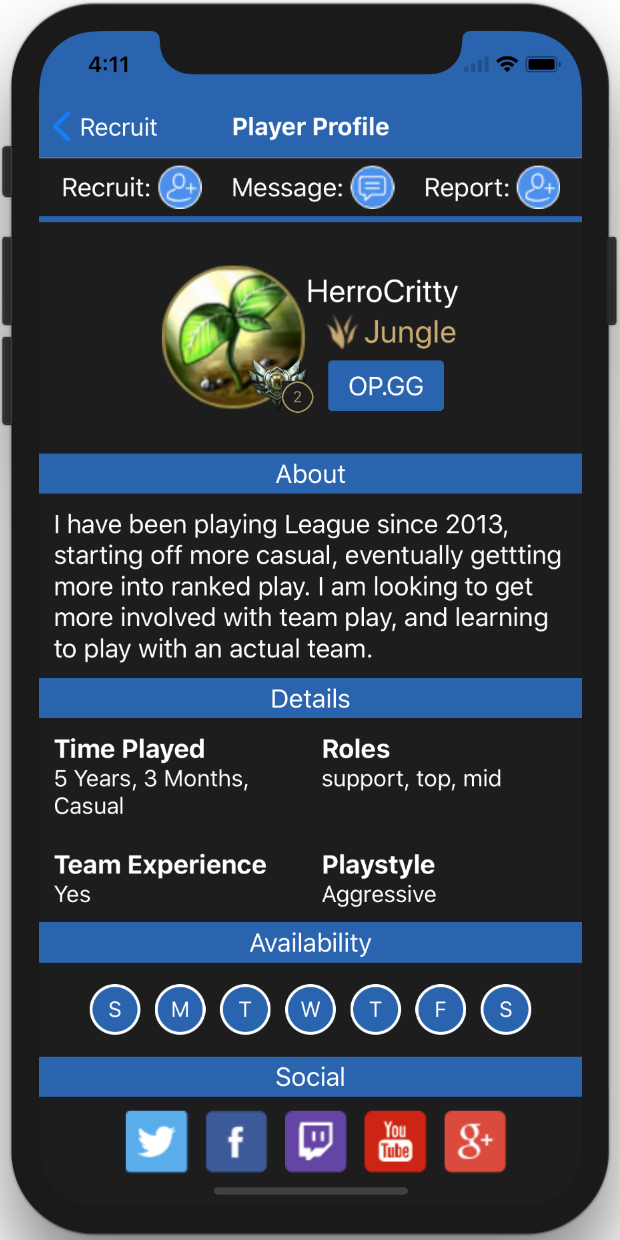 4:11
Recruit Player Profile
Recruit: Message: Report:
HerroCritty
Jungle
2
OP.GG
About
I have been playing League since 2013,
starting off more casual, eventually gettting
more into ranked play. I am looking to get
more involved with team play, and learning
to play with an actual team.
Details
Time Played Roles
5 Years, 3 Months, support, top, mid
Casual
Team Experience Playstyle
Yes Aggressive
Availability
S M T W T F S
Social
f You Tube g+